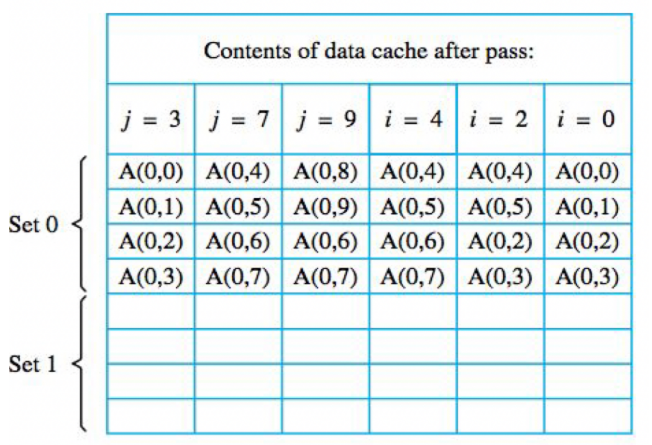 Contents of data cache after pass:
j = 3 j = 7 j = 9 i = 4 i = 2 i = 0
A(0,0) A(0,4) A(0,8) A(0,4) A(0,4) A(0,0)
A(0,1) A(0,5) A(0,9) A(0,5) A(0,5) A(0,1)
Set 0
A(0,2) A(0,6) A(0,6) A(0,6) A(0,2) A(0,2)
A(0,3) A(0,7) A(0,7) A(0,7) A(0,3) A(0,3)
Set 1